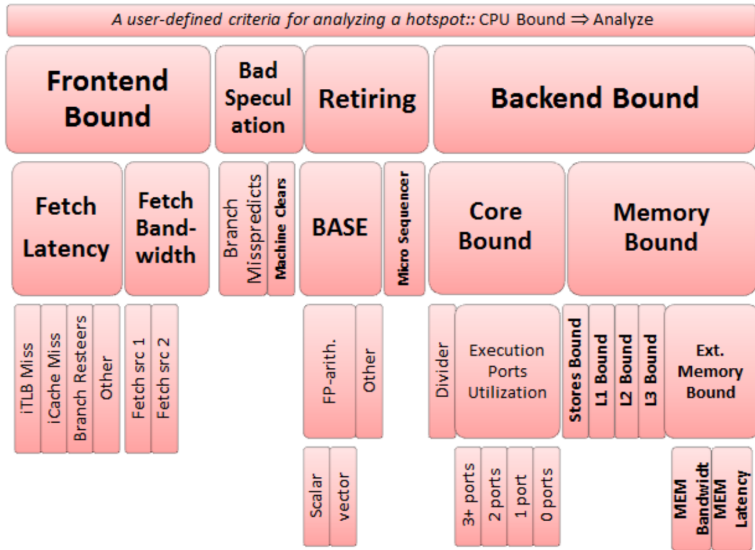 A user-defined criteria for analyzing a hotspot:: CPU Bound ⇒ Analyze
Frontend
Bound
Bad
Specul
ation
Retiring
Backend Bound
Fetch
Latency
Fetch
Band-
width
Branch
Misspredicts
Machine Clears
BASE
Micro Sequencer
Core
Bound
Memory
Bound
iTLB Miss
iCache Miss
Branch Resteers
Other
Fetch src 1
Fetch src 2
FP-arith.
Other
Divider
Execution
Ports
Utilization
Stores Bound
L1 Bound
L2 Bound
L3 Bound
Ext.
Memory
Bound
Scalar
vector
3+ ports
2 ports
1 port
0 ports
MEM
Bandwidt
MEM
Latency